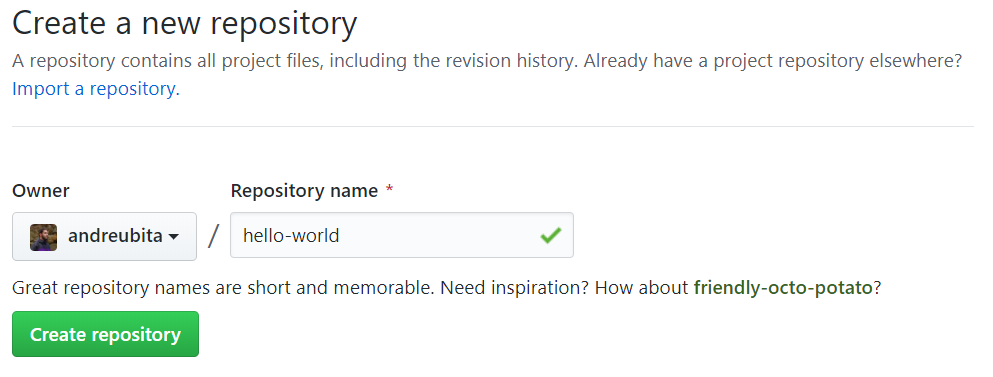 Create a new repository
A repository contains all project files, including the revision history. Already have a project repository elsewhere?
Import a repository.
Owner
Repository name *
andreubita / hello-world
Great repository names are short and memorable. Need inspiration? How about friendly-octo-potato?
Create repository